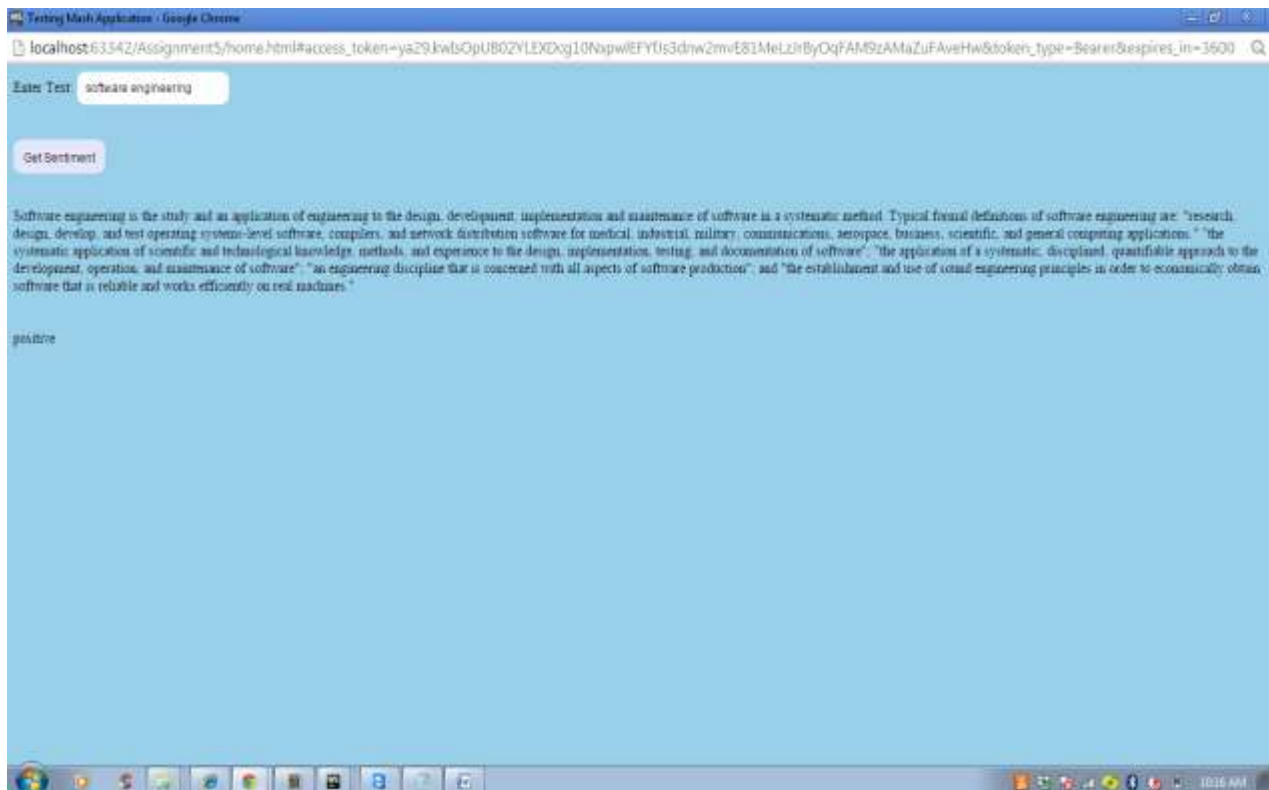 Testing Mash Application - Google Chrome
localhost:63342/Assignment5/home.html#access_token=
&token_type=Bearer&expires_in=3600
Enter Text: software engineering
Get Sentiment
Software engineering is the study and an application of engineering to the design, development, implementation and maintenance of software in a systematic method. Typical formal definitions of software engineering are: "research,
design, develop, and test operating systems-level software, compilers, and network distribution software for medical, industrial, military, communications, aerospace, business, scientific, and general computing applications." "the
systematic application of scientific and technological knowledge, methods, and experience to the design, implementation, testing, and documentation of software"; "the application of a systematic, disciplined, quantifiable approach to the
development, operation, and maintenance of software"; "an engineering discipline that is concerned with all aspects of software production"; and "the establishment and use of sound engineering principles in order to economically obtain
software that is reliable and works efficiently on real machines."
positive
10:16 AM